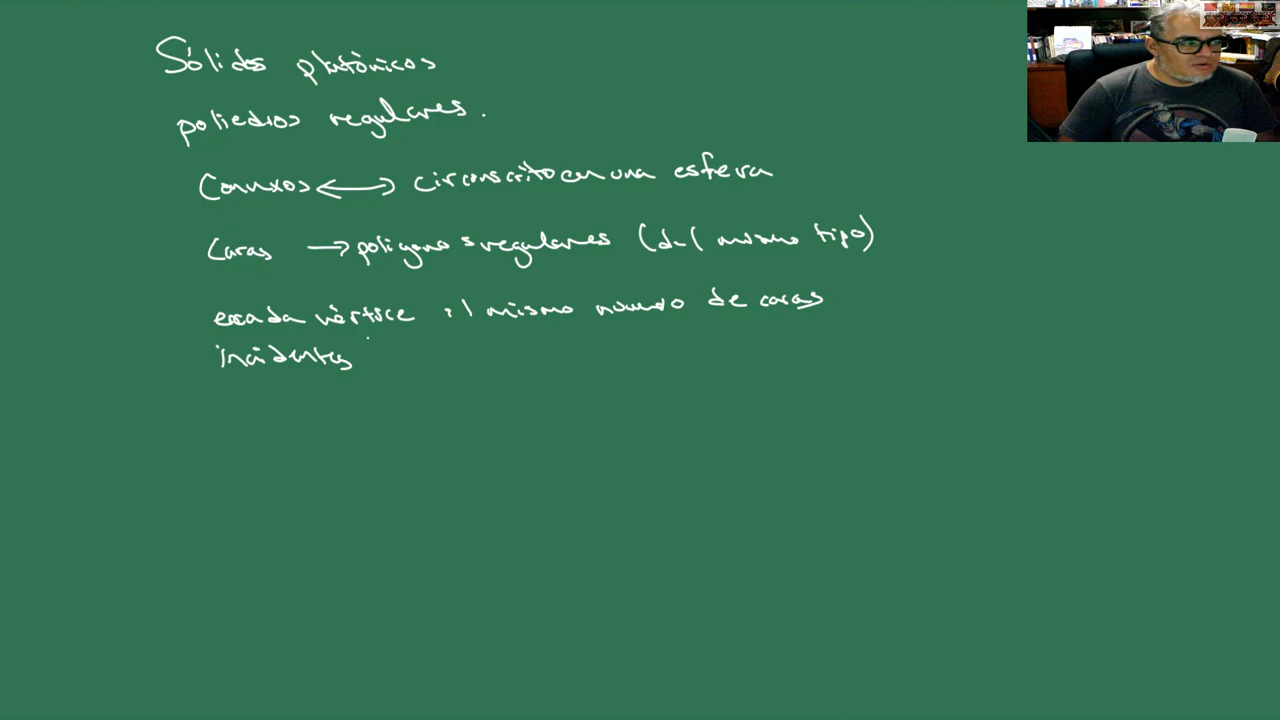 Sólidos platónicos
poliedros regulares.
Convexos ⟷ circunscrito en una esfera
Caras → polígonos regulares (del mismo tipo)
en cada vértice el mismo número de caras
incidentes